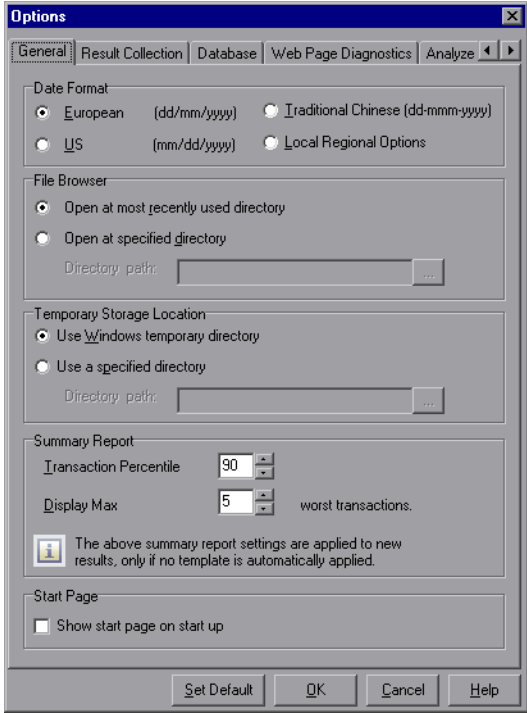 Options
General Result Collection Database Web Page Diagnostics Analyze
Date Format
European (dd/mm/yyyy) Traditional Chinese (dd-mmm-yyyy)
US (mm/dd/yyyy) Local Regional Options
File Browser
Open at most recently used directory
Open at specified directory
Directory path: ...
Temporary Storage Location
Use Windows temporary directory
Use a specified directory
Directory path: ...
Summary Report
Transaction Percentile 90
Display Max 5 worst transactions.
The above summary report settings are applied to new
results, only if no template is automatically applied.
Start Page
Show start page on start up
Set Default OK Cancel Help